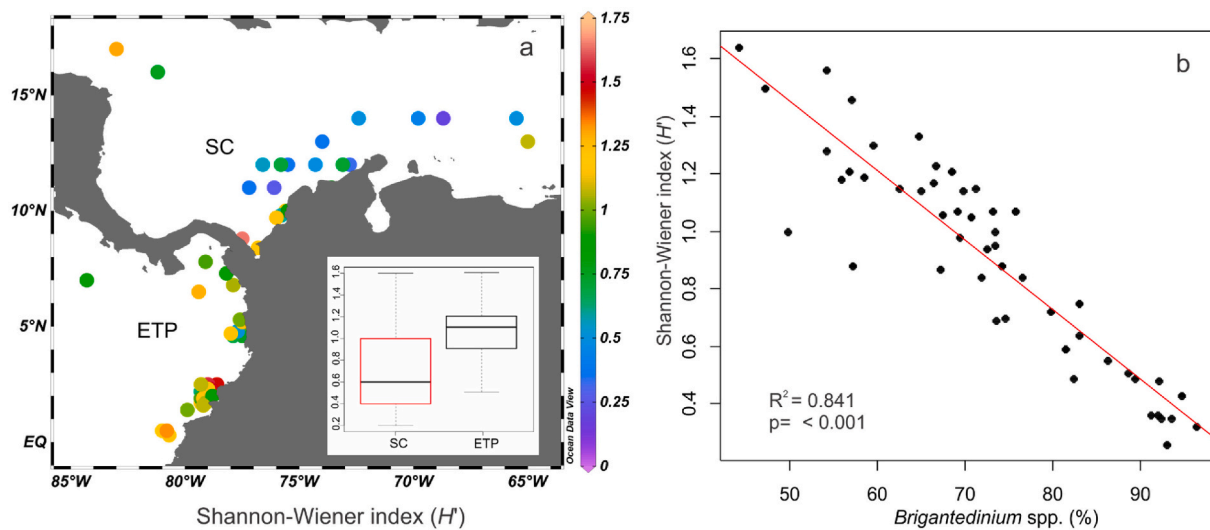 a
SC
ETP
15°N
10°N
5°N
EQ
85°W 80°W 75°W 70°W 65°W
1.75
1.5
1.25
1
0.75
0.5
0.25
0
Ocean Data View
1.6
1.4
1.2
1.0
0.8
0.6
0.4
0.2
SC ETP
Shannon-Wiener index (H')
b
Shannon-Wiener index (H')
1.6
1.4
1.2
1.0
0.8
0.6
0.4
R² = 0.841
p= < 0.001
50 60 70 80 90
Brigantedinium spp. (%)